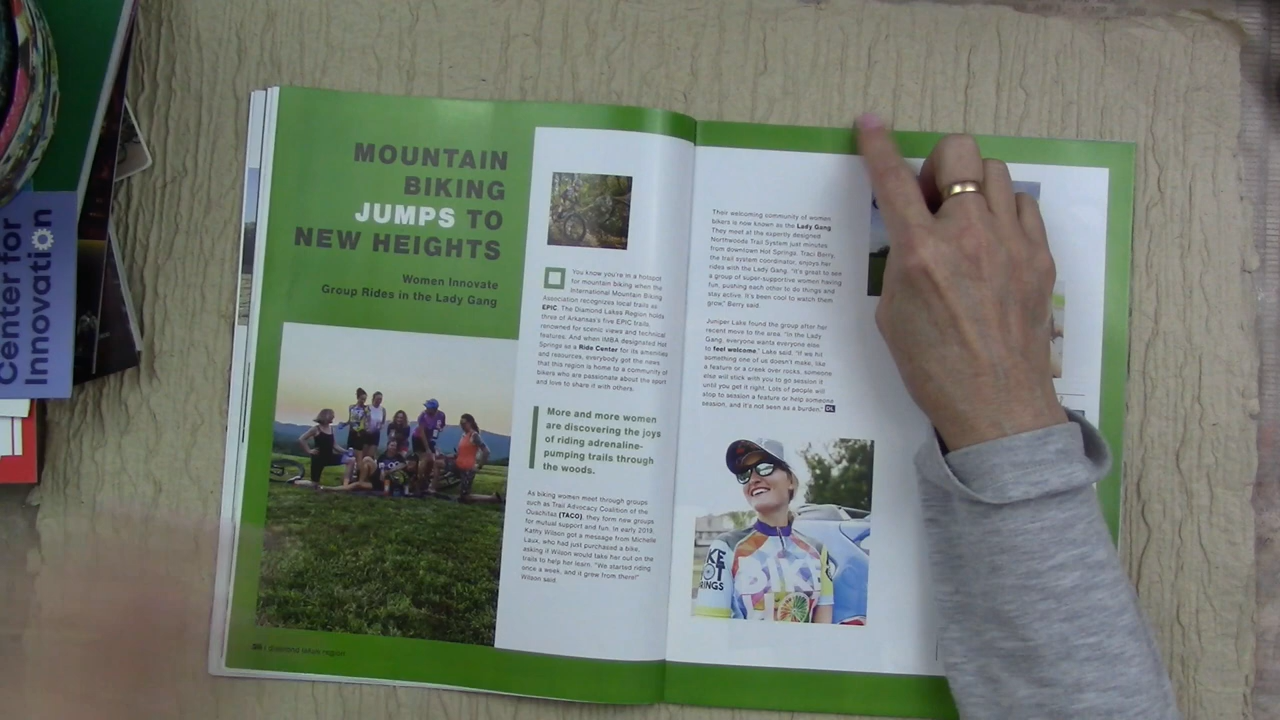 Center for
Innovation
MOUNTAIN
BIKING
JUMPS TO
NEW HEIGHTS
Women Innovate
Group Rides in the Lady Gang
You know you're in a hotspot
for mountain biking when the
International Mountain Biking
Association recognizes local trails as
EPIC. The Diamond Lakes Region holds
three of Arkansas's five EPIC trails,
renowned for scenic views and technical
features. And when IMBA designated Hot
Springs as a Ride Center for its amenities
and resources, everybody got the news
that this region is home to a community of
bikers who are passionate about the sport
and love to share it with others.
More and more women
are discovering the joys
of riding adrenaline-
pumping trails through
the woods.
As biking women meet through groups
such as Trail Advocacy Coalition of the
Ouachitas (TACO), they form new groups
for mutual support and fun. In early 2019,
Kathy Wilson got a message from Michelle
Laux, who had just purchased a bike,
asking if Wilson would take her out on the
trails to help her learn. "We started riding
once a week, and it grew from there!"
Wilson said.
diamond lakes region
Their welcoming community of women
bikers is now known as the Lady Gang.
They meet at the expertly designed
Northwoods Trail System just minutes
from downtown Hot Springs. Traci Berry,
the trail system coordinator, enjoys her
rides with the Lady Gang. "It's great to see
a group of super-supportive women having
fun, pushing each other to do things and
stay active. It's been cool to watch them
grow," Berry said.
Juniper Lake found the group after her
recent move to the area. "In the Lady
Gang, everyone wants everyone else
to feel welcome," Lake said. "If we hit
something one of us doesn't make, like
a feature or a creek over rocks, someone
else will stick with you to go session it
until you get it right. Lots of people will
stop to session a feature or help someone
session, and it's not seen as a burden." DL
BIKE